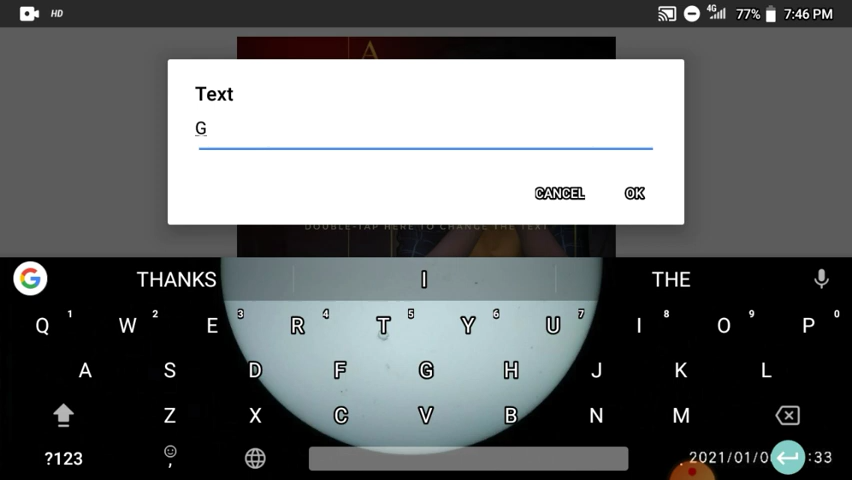 HD 4G 77% 7:46 PM
A
Text
G
CANCEL OK
DOUBLE-TAP HERE TO CHANGE THE TEXT
G THANKS I THE
Q 1 W 2 E 3 R 4 T 5 Y 6 U 7 I 8 O 9 P 0
A S D F G H J K L
Z X C V B N M
?123 , . 2021/01/0 :33